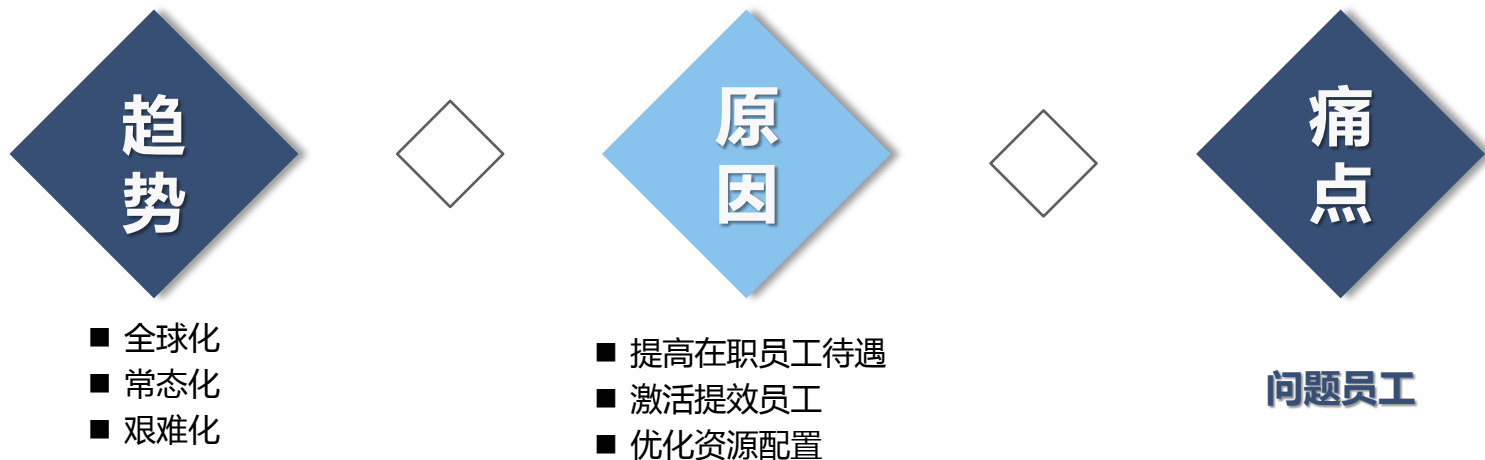 趋
势
原
因
痛
点
全球化
常态化
艰难化
提高在职员工待遇
激活提效员工
优化资源配置
问题员工